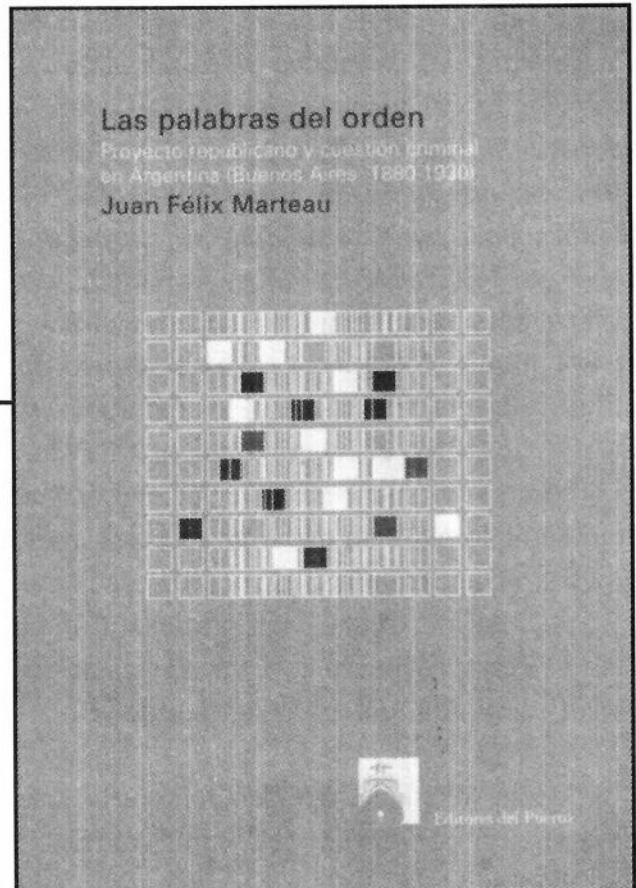 Las palabras del orden
Proyecto republicano y cuestión criminal
en Argentina (Buenos Aires 1880-1930)
Juan Félix Marteau
Editores del Puerto